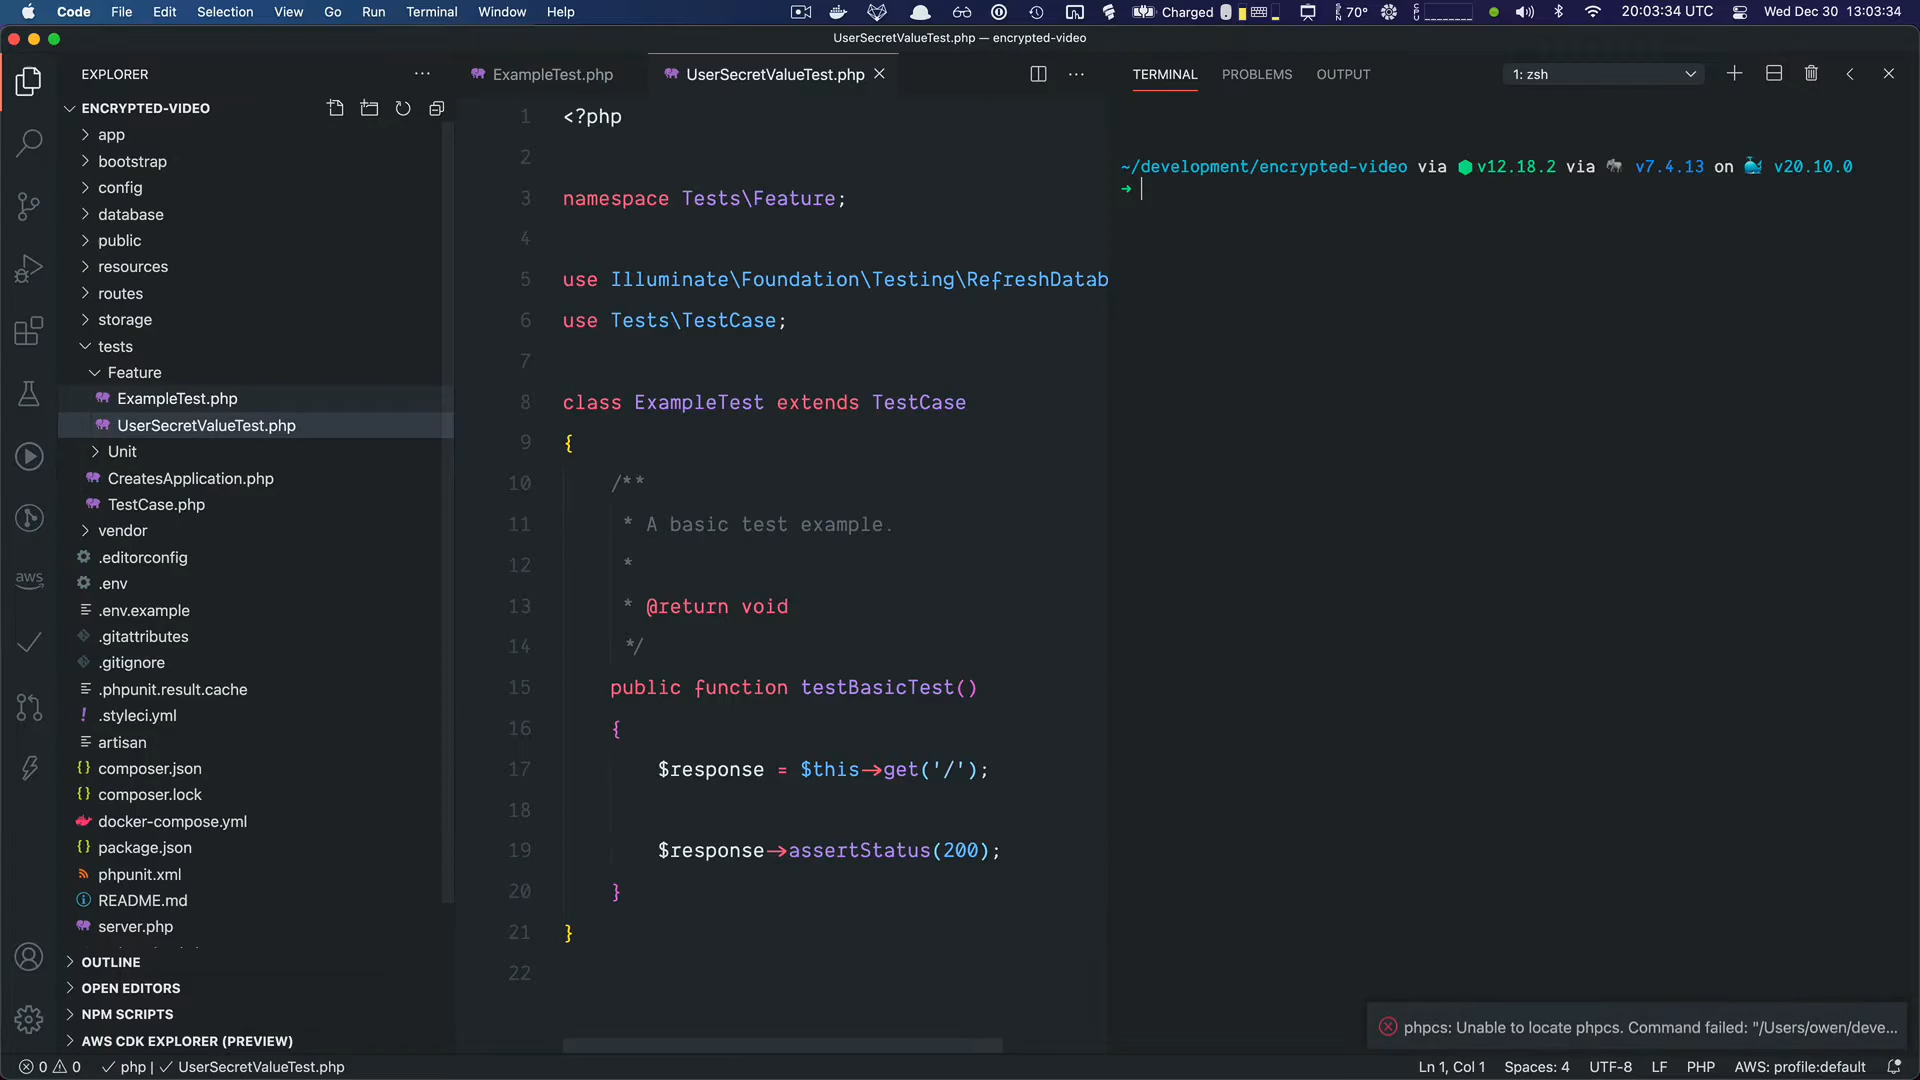 Code File Edit Selection View Go Run Terminal Window Help
Charged 70° 20:03:34 UTC Wed Dec 30 13:03:34
UserSecretValueTest.php — encrypted-video
EXPLORER
ENCRYPTED-VIDEO
app
bootstrap
config
database
public
resources
routes
storage
tests
Feature
ExampleTest.php
UserSecretValueTest.php
Unit
CreatesApplication.php
TestCase.php
vendor
.editorconfig
.env
.env.example
.gitattributes
.gitignore
.phpunit.result.cache
.styleci.yml
artisan
composer.json
composer.lock
docker-compose.yml
package.json
phpunit.xml
README.md
server.php
OUTLINE
OPEN EDITORS
NPM SCRIPTS
AWS CDK EXPLORER (PREVIEW)
aws
ExampleTest.php UserSecretValueTest.php
1 <?php
2
3 namespace Tests\Feature;
4
5 use Illuminate\Foundation\Testing\RefreshDatab
6 use Tests\TestCase;
7
8 class ExampleTest extends TestCase
9 {
10 /**
11 * A basic test example.
12 *
13 * @return void
14 */
15 public function testBasicTest()
16 {
17 $response = $this->get('/');
18
19 $response->assertStatus(200);
20 }
21 }
22
TERMINAL PROBLEMS OUTPUT 1: zsh
~/development/encrypted-video via v12.18.2 via v7.4.13 on v20.10.0
➜
phpcs: Unable to locate phpcs. Command failed: "/Users/owen/deve...
0 0 php | UserSecretValueTest.php
Ln 1, Col 1 Spaces: 4 UTF-8 LF PHP AWS: profile:default